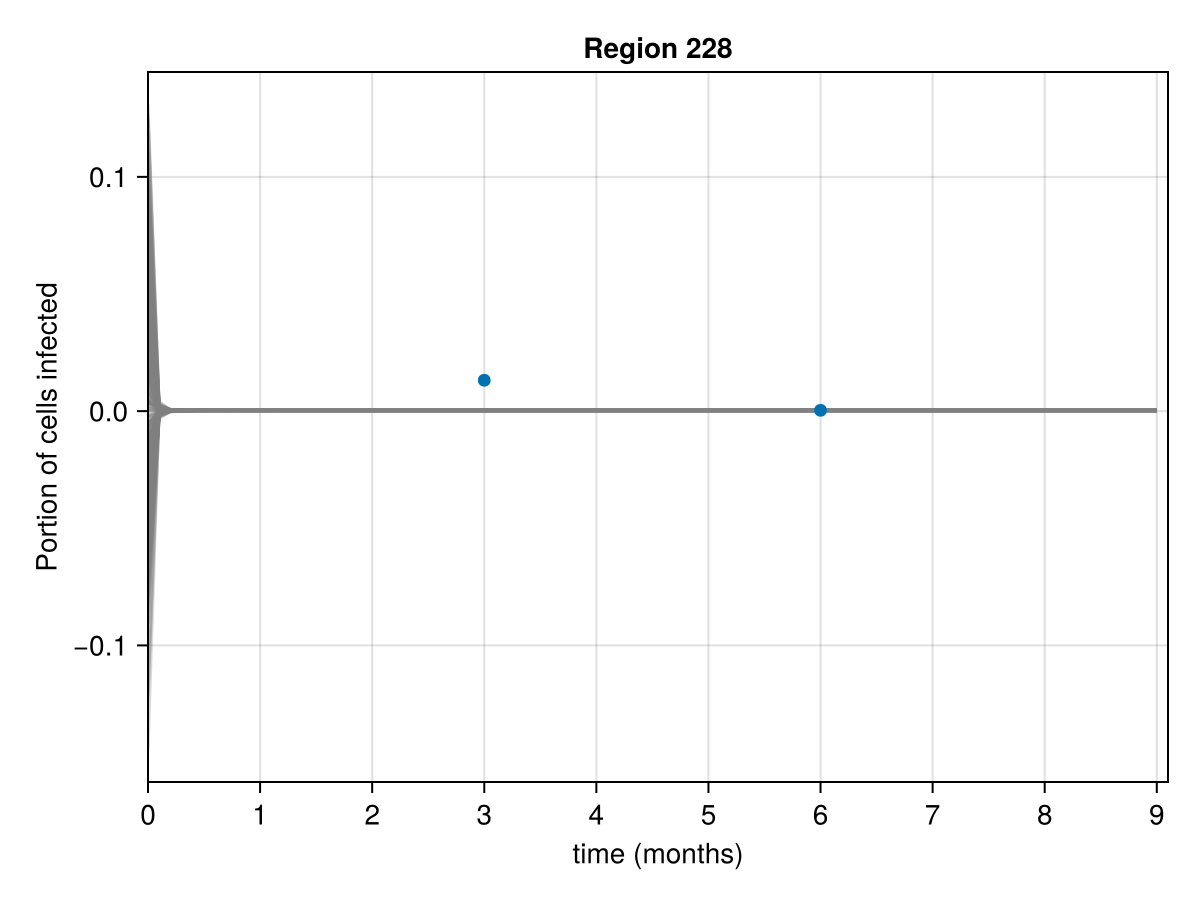 Region 228
Portion of cells infected
0.1
0.0
−0.1
0 1 2 3 4 5 6 7 8 9
time (months)